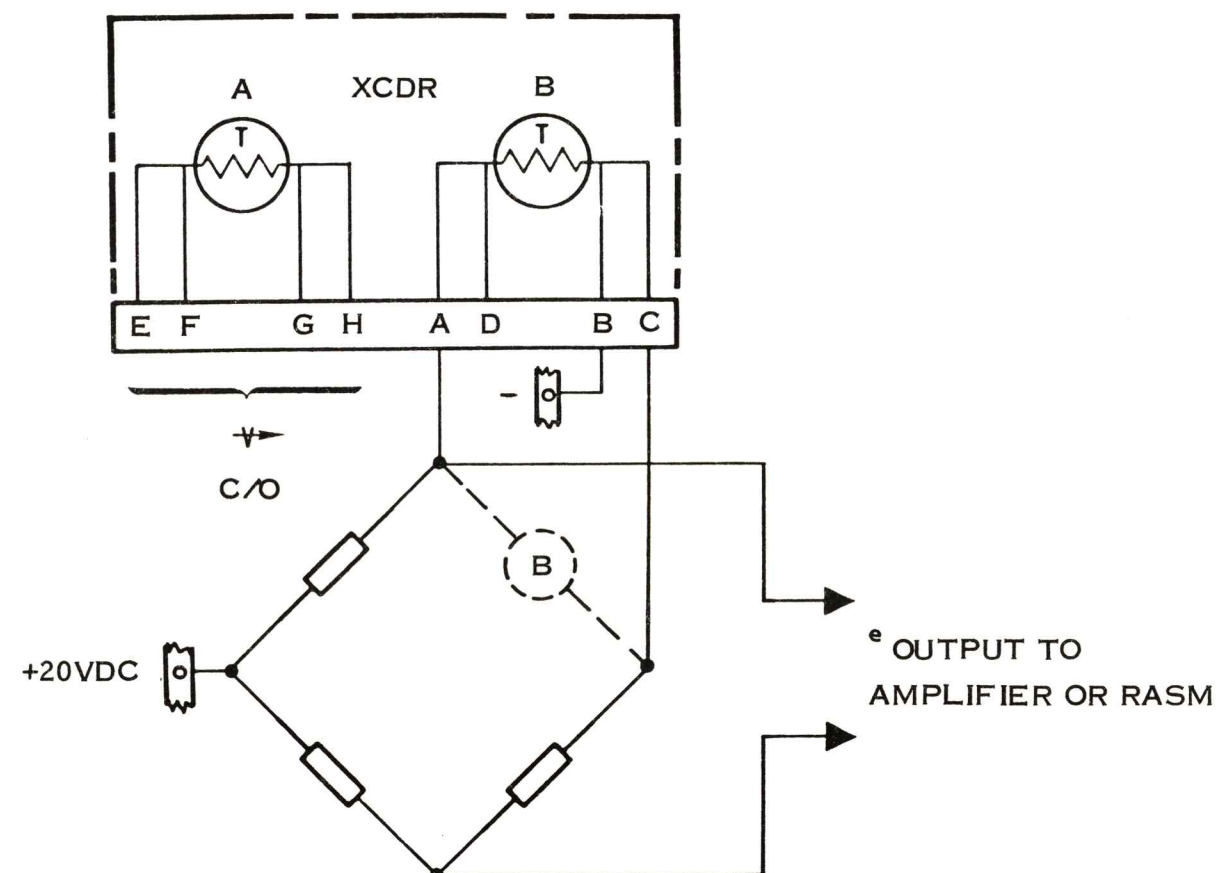 A XCDR B
T T
E F G H A D B C
-
C/O
B
+20VDC
e OUTPUT TO
AMPLIFIER OR RASM